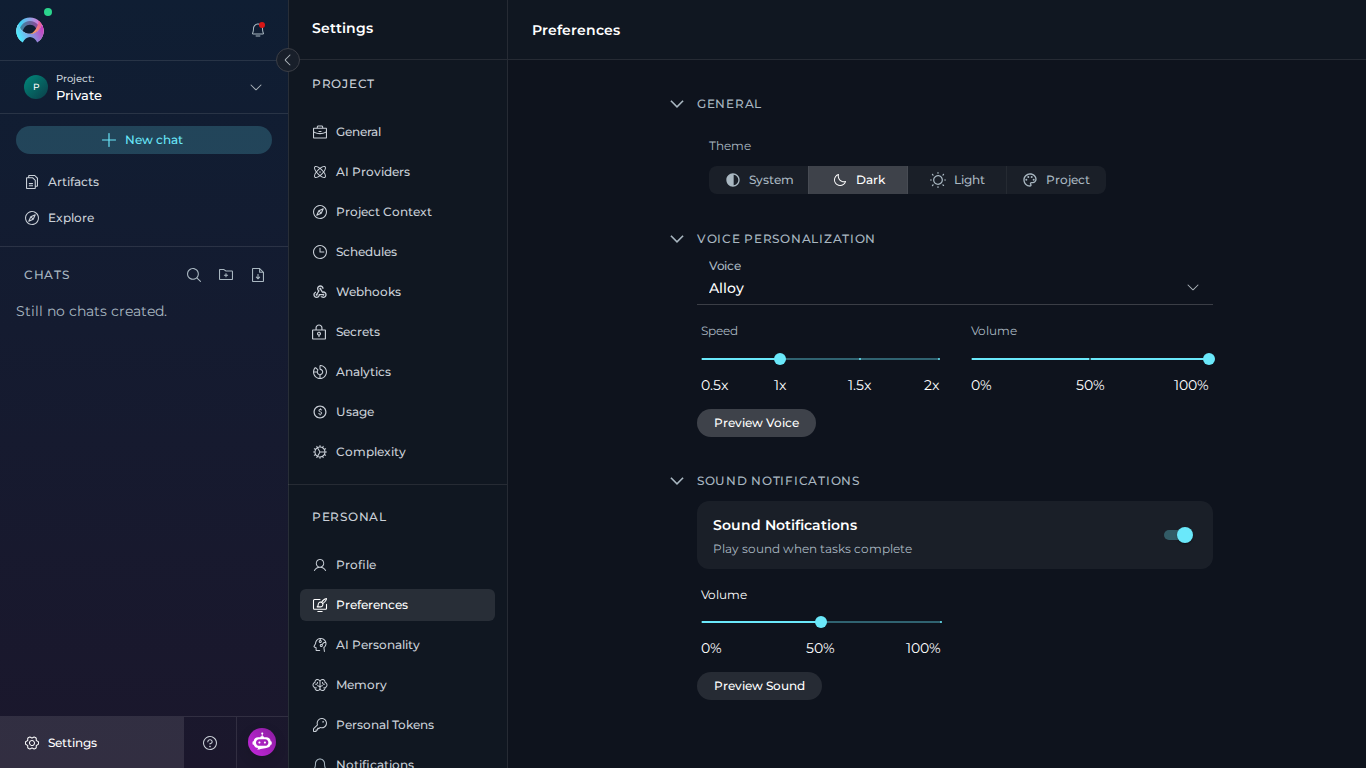 Project:
P
Private
New chat
Artifacts
Explore
CHATS
Still no chats created.
Settings
Settings
PROJECT
General
AI Providers
Project Context
Schedules
Webhooks
Secrets
Analytics
Usage
Complexity
PERSONAL
Profile
Preferences
AI Personality
Memory
Personal Tokens
Notifications
Preferences
GENERAL
Theme
System Dark Light Project
VOICE PERSONALIZATION
Voice
Alloy
Speed Volume
0.5x 1x 1.5x 2x 0% 50% 100%
Preview Voice
SOUND NOTIFICATIONS
Sound Notifications
Play sound when tasks complete
Volume
0% 50% 100%
Preview Sound